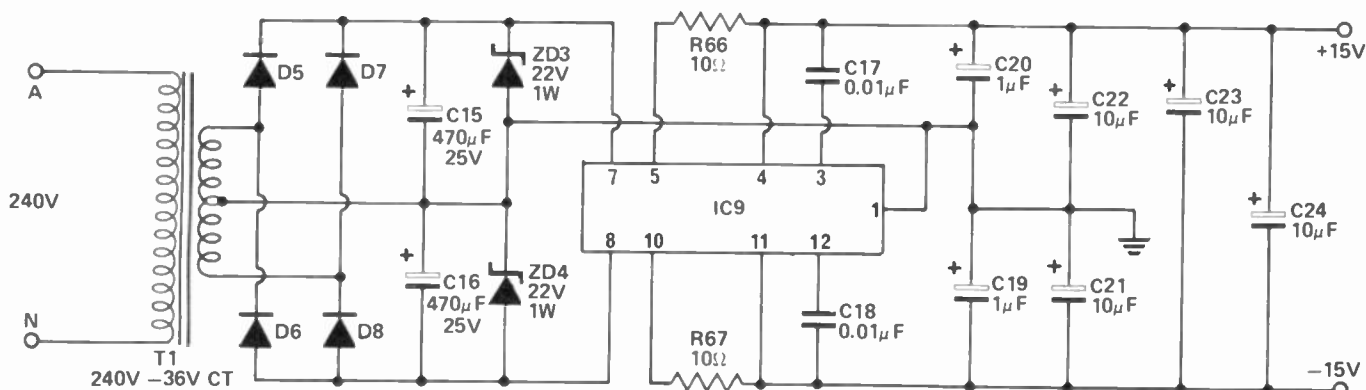 A
240V
N
T1
240V –36V CT
D5
D7
D6
D8
+
C15
470μF
25V
+
C16
470μF
25V
ZD3
22V
1W
ZD4
22V
1W
R66
10Ω
C17
0.01μF
7 5 4 3
IC9
1
8 10 11 12
R67
10Ω
C18
0.01μF
+
C20
1μF
+
C22
10μF
+
C23
10μF
+
C24
10μF
+
C19
1μF
+
C21
10μF
+15V
–15V